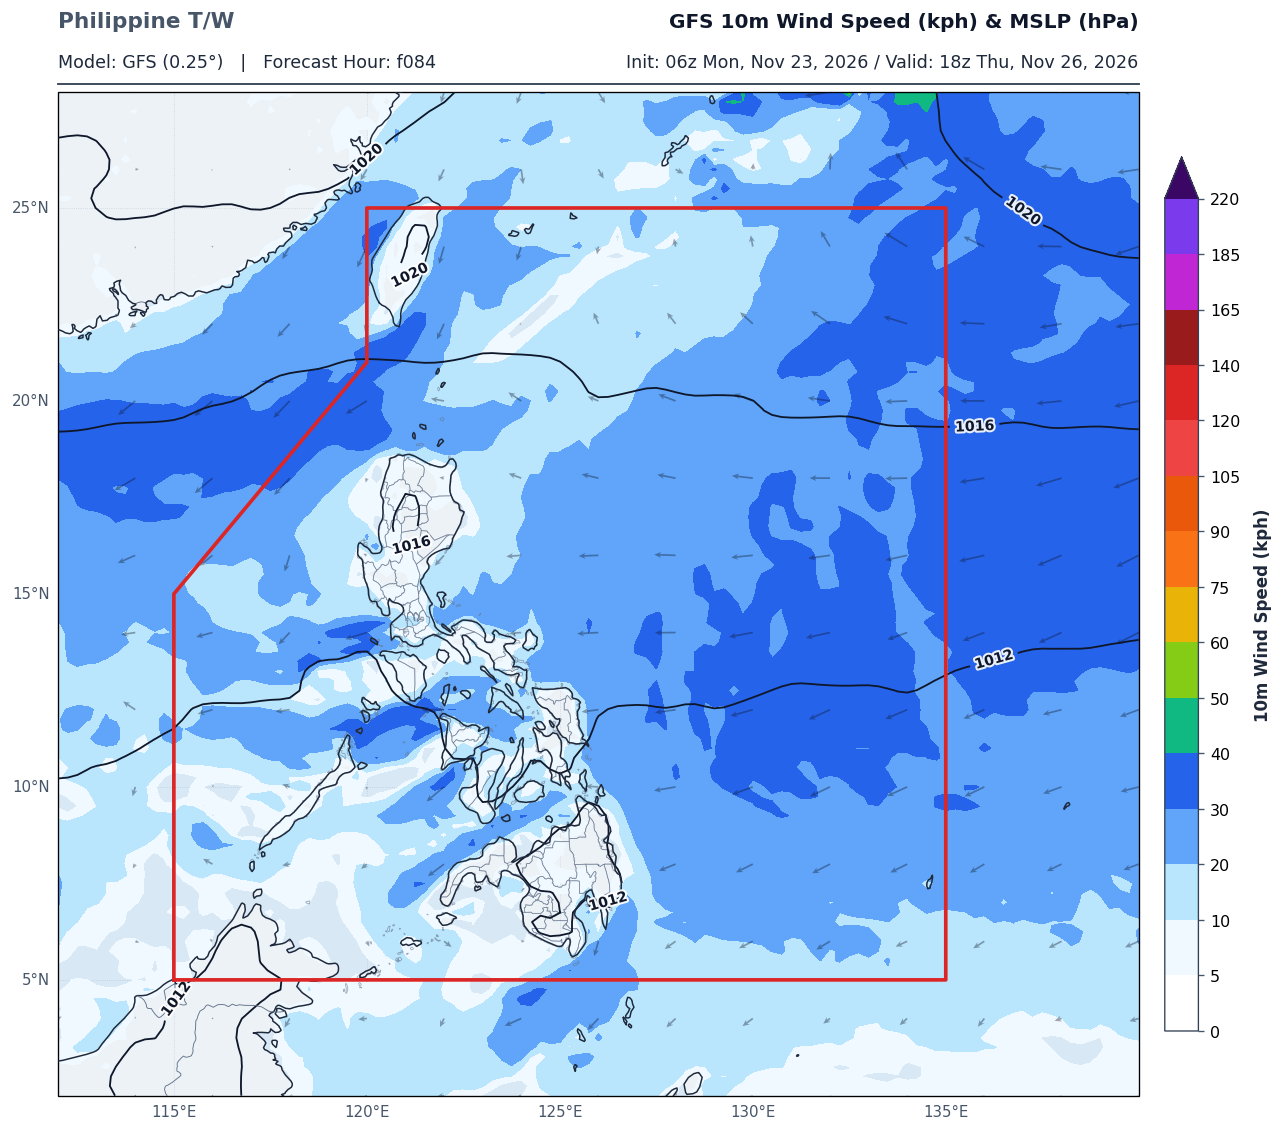 Philippine T/W
GFS 10m Wind Speed (kph) & MSLP (hPa)
Model: GFS (0.25°)   |   Forecast Hour: f084
Init: 06z Mon, Nov 23, 2026 / Valid: 18z Thu, Nov 26, 2026
1020
1020
1020
1016
1016
1012
1012
1012
25°N
20°N
15°N
10°N
5°N
115°E
120°E
125°E
130°E
135°E
220
185
165
140
120
105
90
75
60
50
40
30
20
10
5
0
10m Wind Speed (kph)